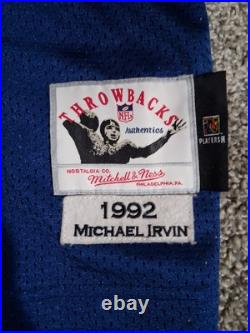 THROWBACKS
NFL
Authentics
NOSTALGIA CO.
Mitchell & Ness
PHILADELPHIA, PA.
PLAYERS
1992
MICHAEL IRVIN